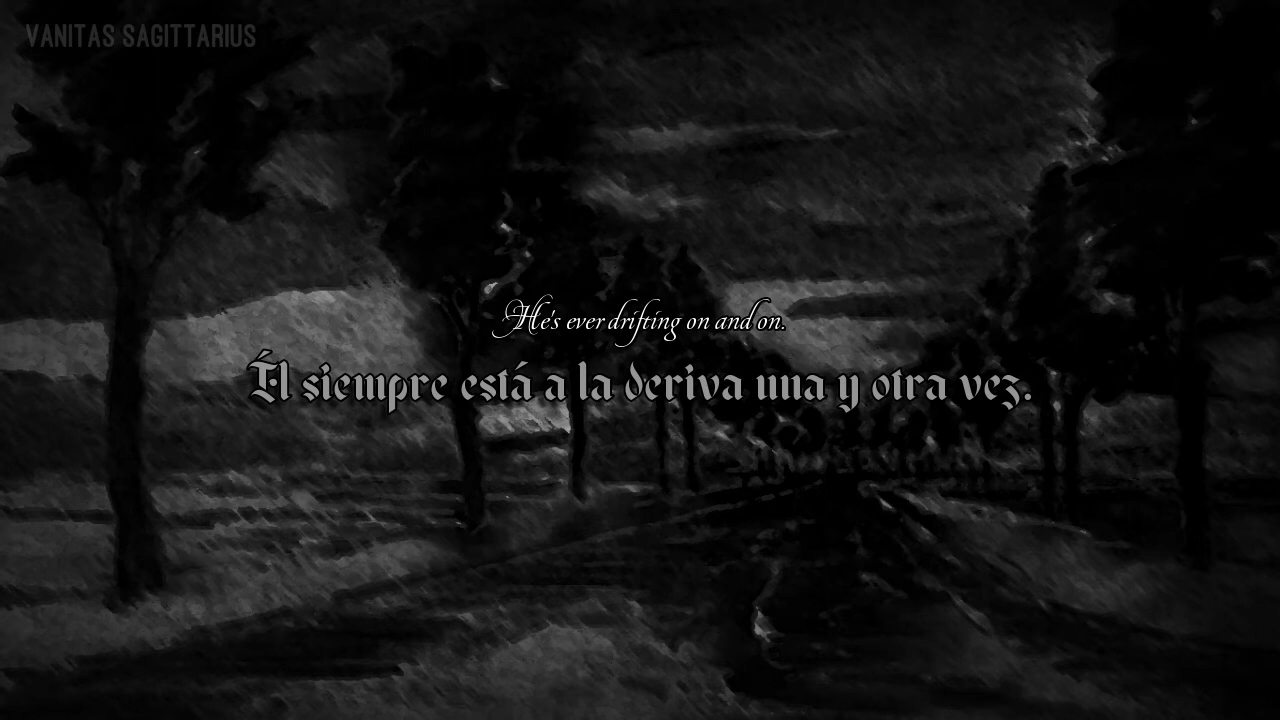 VANITAS SAGITTARIUS
He's ever drifting on and on.
Él siempre está a la deriva una y otra vez.